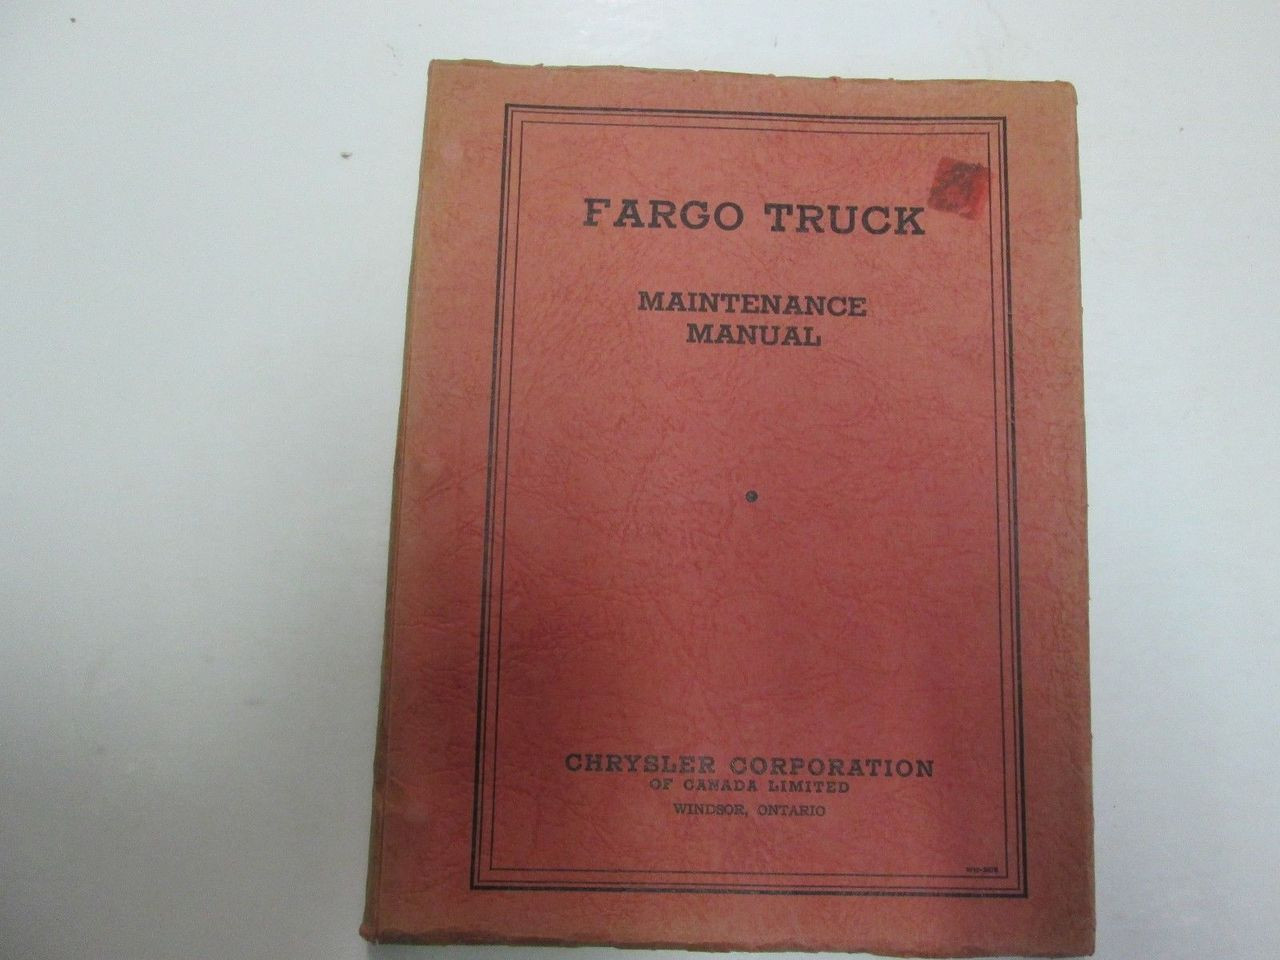 FARGO TRUCK
MAINTENANCE
MANUAL
CHRYSLER CORPORATION
OF CANADA LIMITED
WINDSOR, ONTARIO